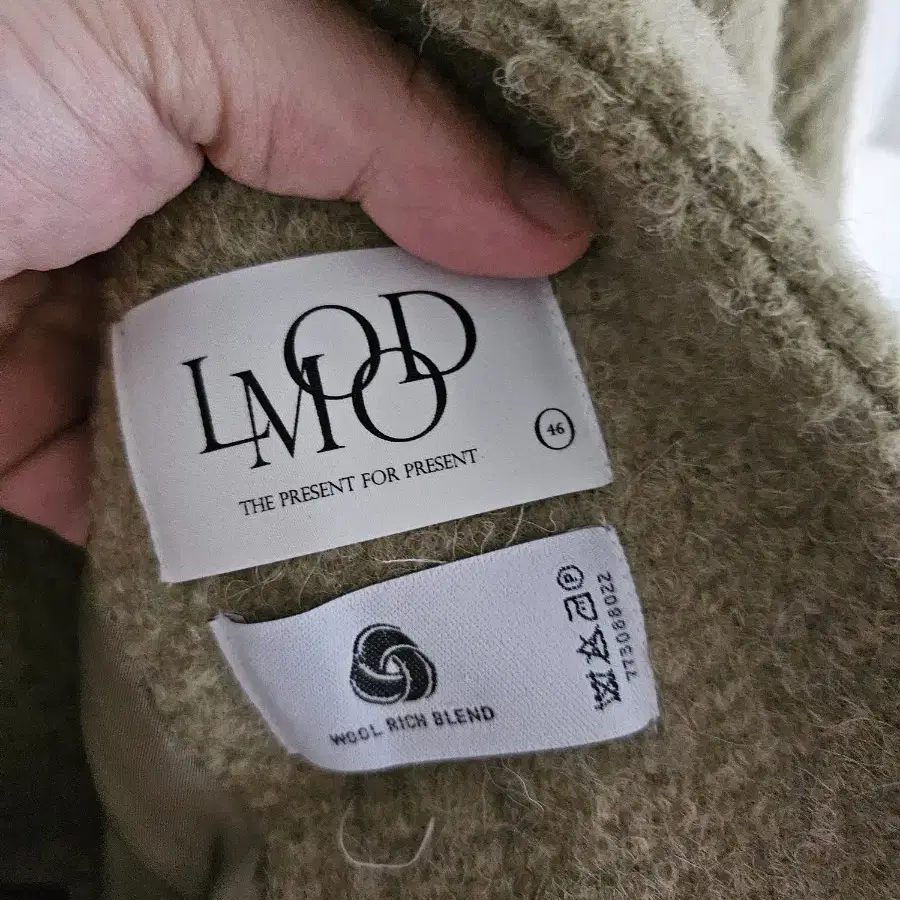 LMOOD
THE PRESENT FOR PRESENT
46
WOOL RICH BLEND
P
773088022